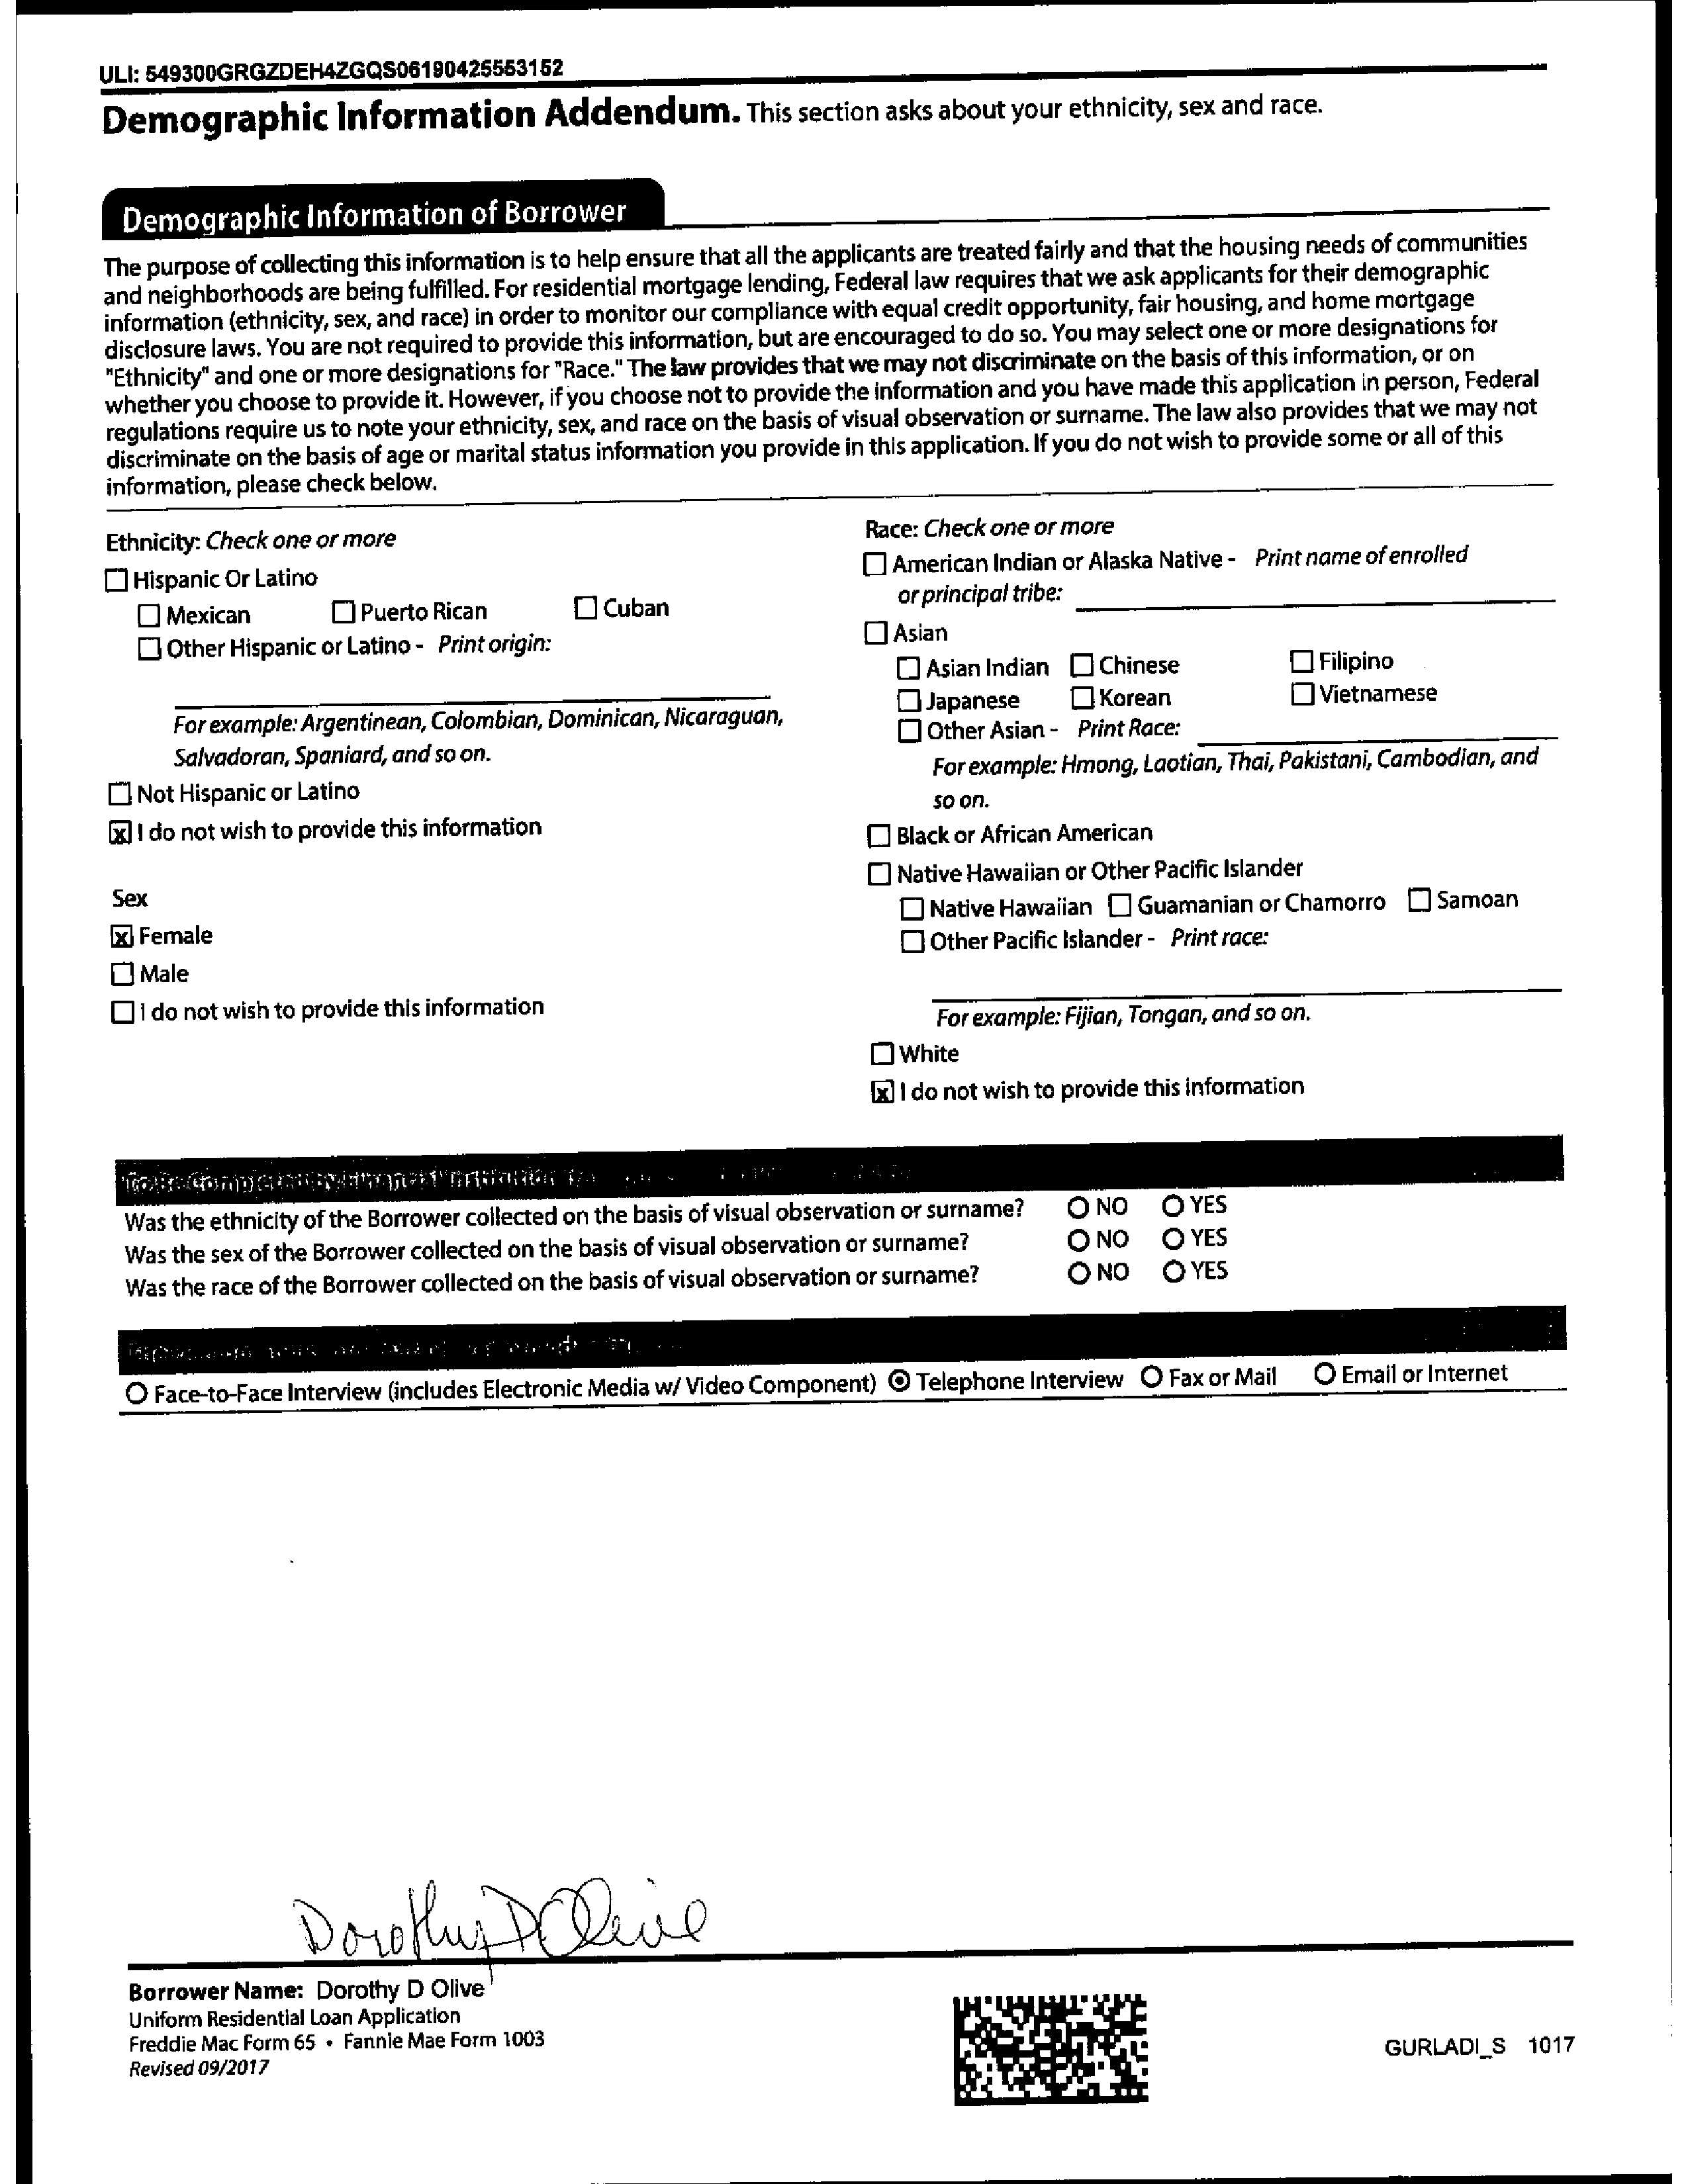 ULI: 549300GRGZDEH4ZGQS06190425553152
Demographic Information Addendum. This section asks about your ethnicity, sex and race.
Demographic Information of Borrower
The purpose of collecting this information is to help ensure that all the applicants are treated fairly and that the housing needs of communities
and neighborhoods are being fulfilled. For residential mortgage lending, Federal law requires that we ask applicants for their demographic
information (ethnicity, sex, and race) in order to monitor our compliance with equal credit opportunity, fair housing, and home mortgage
disclosure laws. You are not required to provide this information, but are encouraged to do so. You may select one or more designations for
"Ethnicity" and one or more designations for "Race." The law provides that we may not discriminate on the basis of this information, or on
whether you choose to provide it. However, if you choose not to provide the information and you have made this application in person, Federal
regulations require us to note your ethnicity, sex, and race on the basis of visual observation or surname. The law also provides that we may not
discriminate on the basis of age or marital status information you provide in this application. If you do not wish to provide some or all of this
information, please check below.
Ethnicity: Check one or more
☐ Hispanic Or Latino
☐ Mexican ☐ Puerto Rican ☐ Cuban
☐ Other Hispanic or Latino - Print origin:
For example: Argentinean, Colombian, Dominican, Nicaraguan,
Salvadoran, Spaniard, and so on.
☐ Not Hispanic or Latino
☒ I do not wish to provide this information
Sex
☒ Female
☐ Male
☐ I do not wish to provide this information
Race: Check one or more
☐ American Indian or Alaska Native - Print name of enrolled
or principal tribe:
☐ Asian
☐ Asian Indian ☐ Chinese ☐ Filipino
☐ Japanese ☐ Korean ☐ Vietnamese
☐ Other Asian - Print Race:
For example: Hmong, Laotian, Thai, Pakistani, Cambodian, and
so on.
☐ Black or African American
☐ Native Hawaiian or Other Pacific Islander
☐ Native Hawaiian ☐ Guamanian or Chamorro ☐ Samoan
☐ Other Pacific Islander - Print race:
For example: Fijian, Tongan, and so on.
☐ White
☒ I do not wish to provide this information
To Be Completed by Financial Institution
Was the ethnicity of the Borrower collected on the basis of visual observation or surname? ○ NO ○ YES
Was the sex of the Borrower collected on the basis of visual observation or surname? ○ NO ○ YES
Was the race of the Borrower collected on the basis of visual observation or surname? ○ NO ○ YES
○ Face-to-Face Interview (includes Electronic Media w/ Video Component) ◉ Telephone Interview ○ Fax or Mail ○ Email or Internet
Dorothy D Olive
Borrower Name: Dorothy D Olive
Uniform Residential Loan Application
Freddie Mac Form 65 • Fannie Mae Form 1003
Revised 09/2017
GURLADI_S 1017